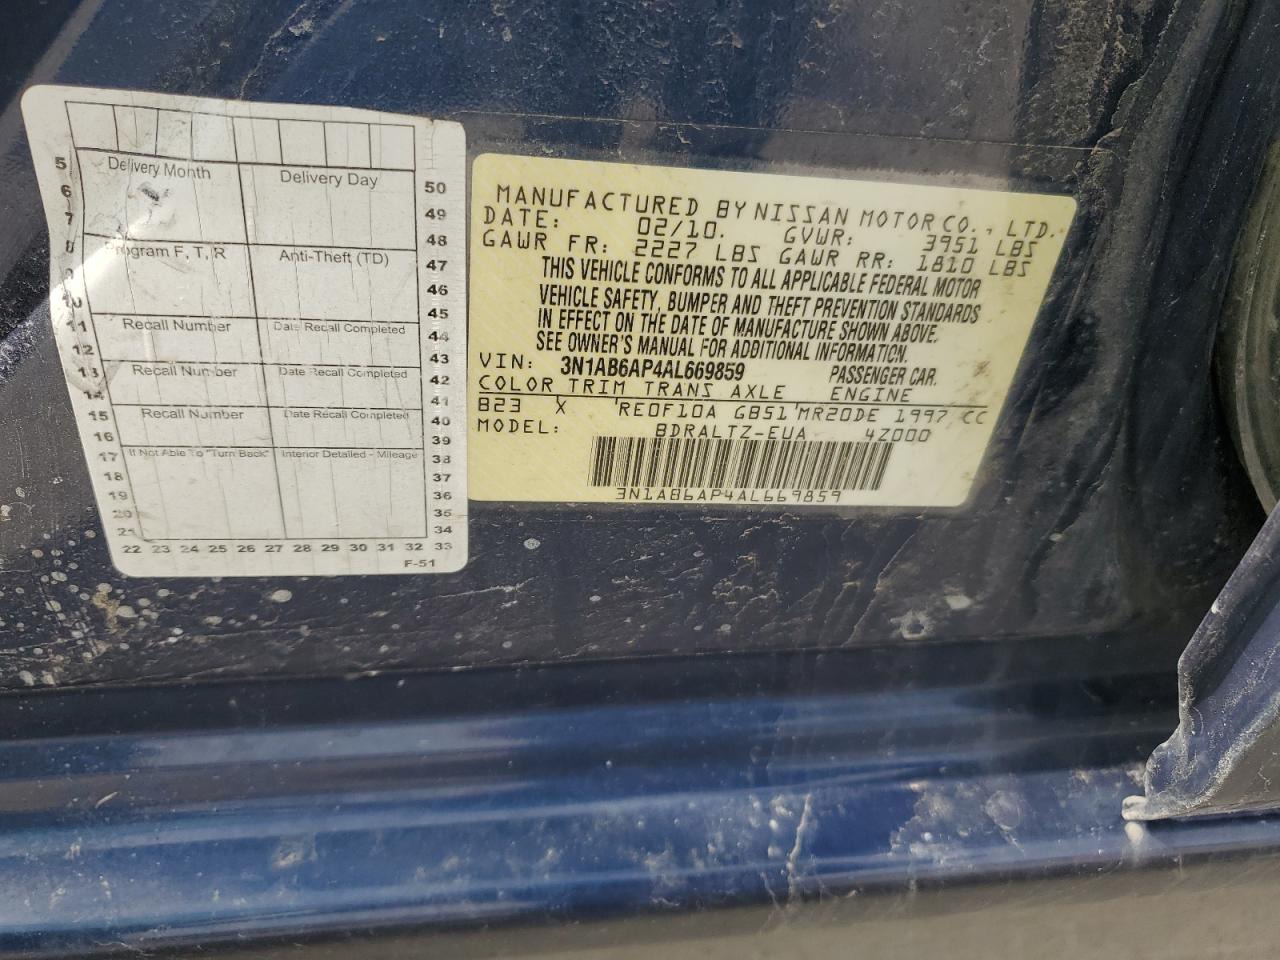 Delivery Month
Delivery Day
Program F, T, R
Anti-Theft (TD)
Recall Number
Date Recall Completed
Recall Number
Date Recall Completed
Recall Number
Date Recall Completed
If Not Able To "Turn Back"
Interior Detailed - Mileage
5
6
7
8
9
10
11
12
13
14
15
16
17
18
19
20
21
22 23 24 25 26 27 28 29 30 31 32 33
50
49
48
47
46
45
44
43
42
41
40
39
38
37
36
35
34
F-51
MANUFACTURED BY NISSAN MOTOR CO., LTD.
DATE: 02/10. GVWR: 3951 LBS
GAWR FR: 2227 LBS GAWR RR: 1810 LBS
THIS VEHICLE CONFORMS TO ALL APPLICABLE FEDERAL MOTOR
VEHICLE SAFETY, BUMPER AND THEFT PREVENTION STANDARDS
IN EFFECT ON THE DATE OF MANUFACTURE SHOWN ABOVE.
SEE OWNER'S MANUAL FOR ADDITIONAL INFORMATION.
VIN: 3N1AB6AP4AL669859 PASSENGER CAR.
COLOR TRIM TRANS AXLE ENGINE
B23 X RE0F10A GB51 MR20DE 1997 CC
MODEL: BDRALTZ-EUA 4Z000
3N1AB6AP4AL669859